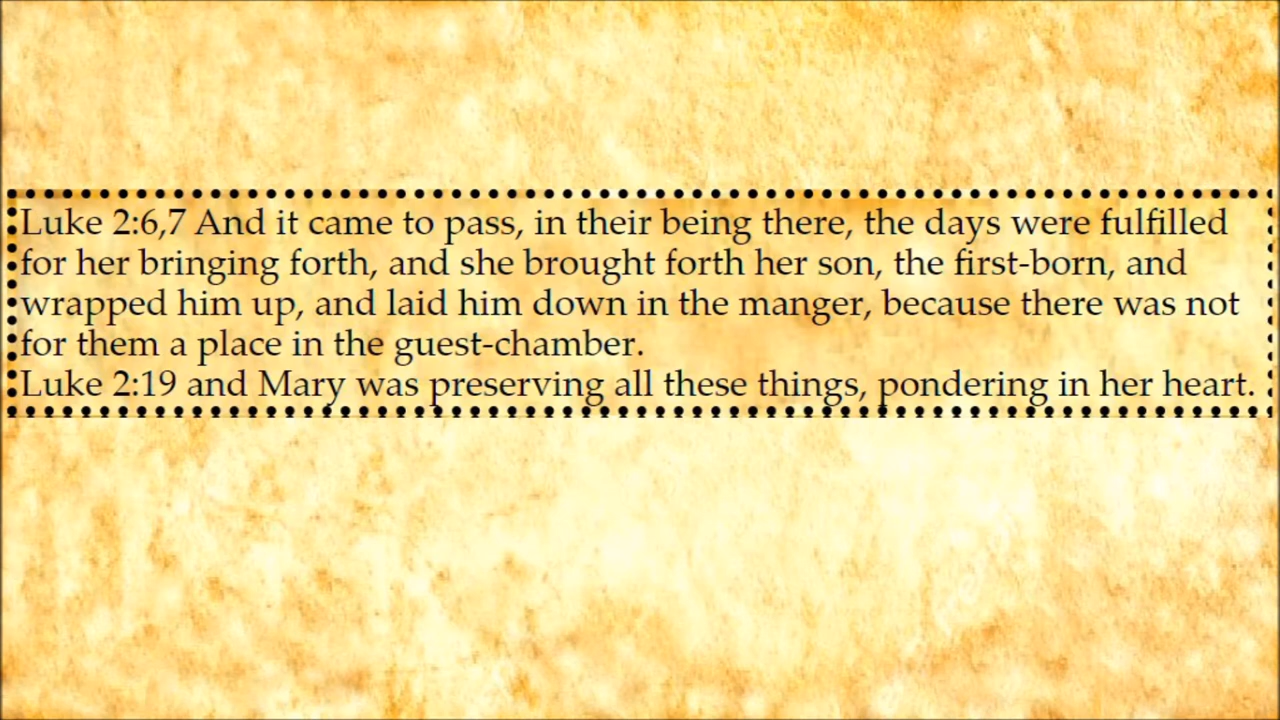 Luke 2:6,7 And it came to pass, in their being there, the days were fulfilled
for her bringing forth, and she brought forth her son, the first-born, and
wrapped him up, and laid him down in the manger, because there was not
for them a place in the guest-chamber.
Luke 2:19 and Mary was preserving all these things, pondering in her heart.